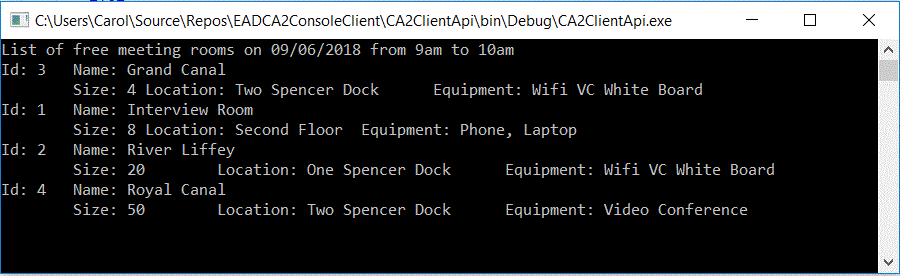 C:\Users\Carol\Source\Repos\EADCA2ConsoleClient\CA2ClientApi\bin\Debug\CA2ClientApi.exe
List of free meeting rooms on 09/06/2018 from 9am to 10am
Id: 3   Name: Grand Canal
        Size: 4 Location: Two Spencer Dock      Equipment: Wifi VC White Board
Id: 1   Name: Interview Room
        Size: 8 Location: Second Floor  Equipment: Phone, Laptop
Id: 2   Name: River Liffey
        Size: 20        Location: One Spencer Dock      Equipment: Wifi VC White Board
Id: 4   Name: Royal Canal
        Size: 50        Location: Two Spencer Dock      Equipment: Video Conference